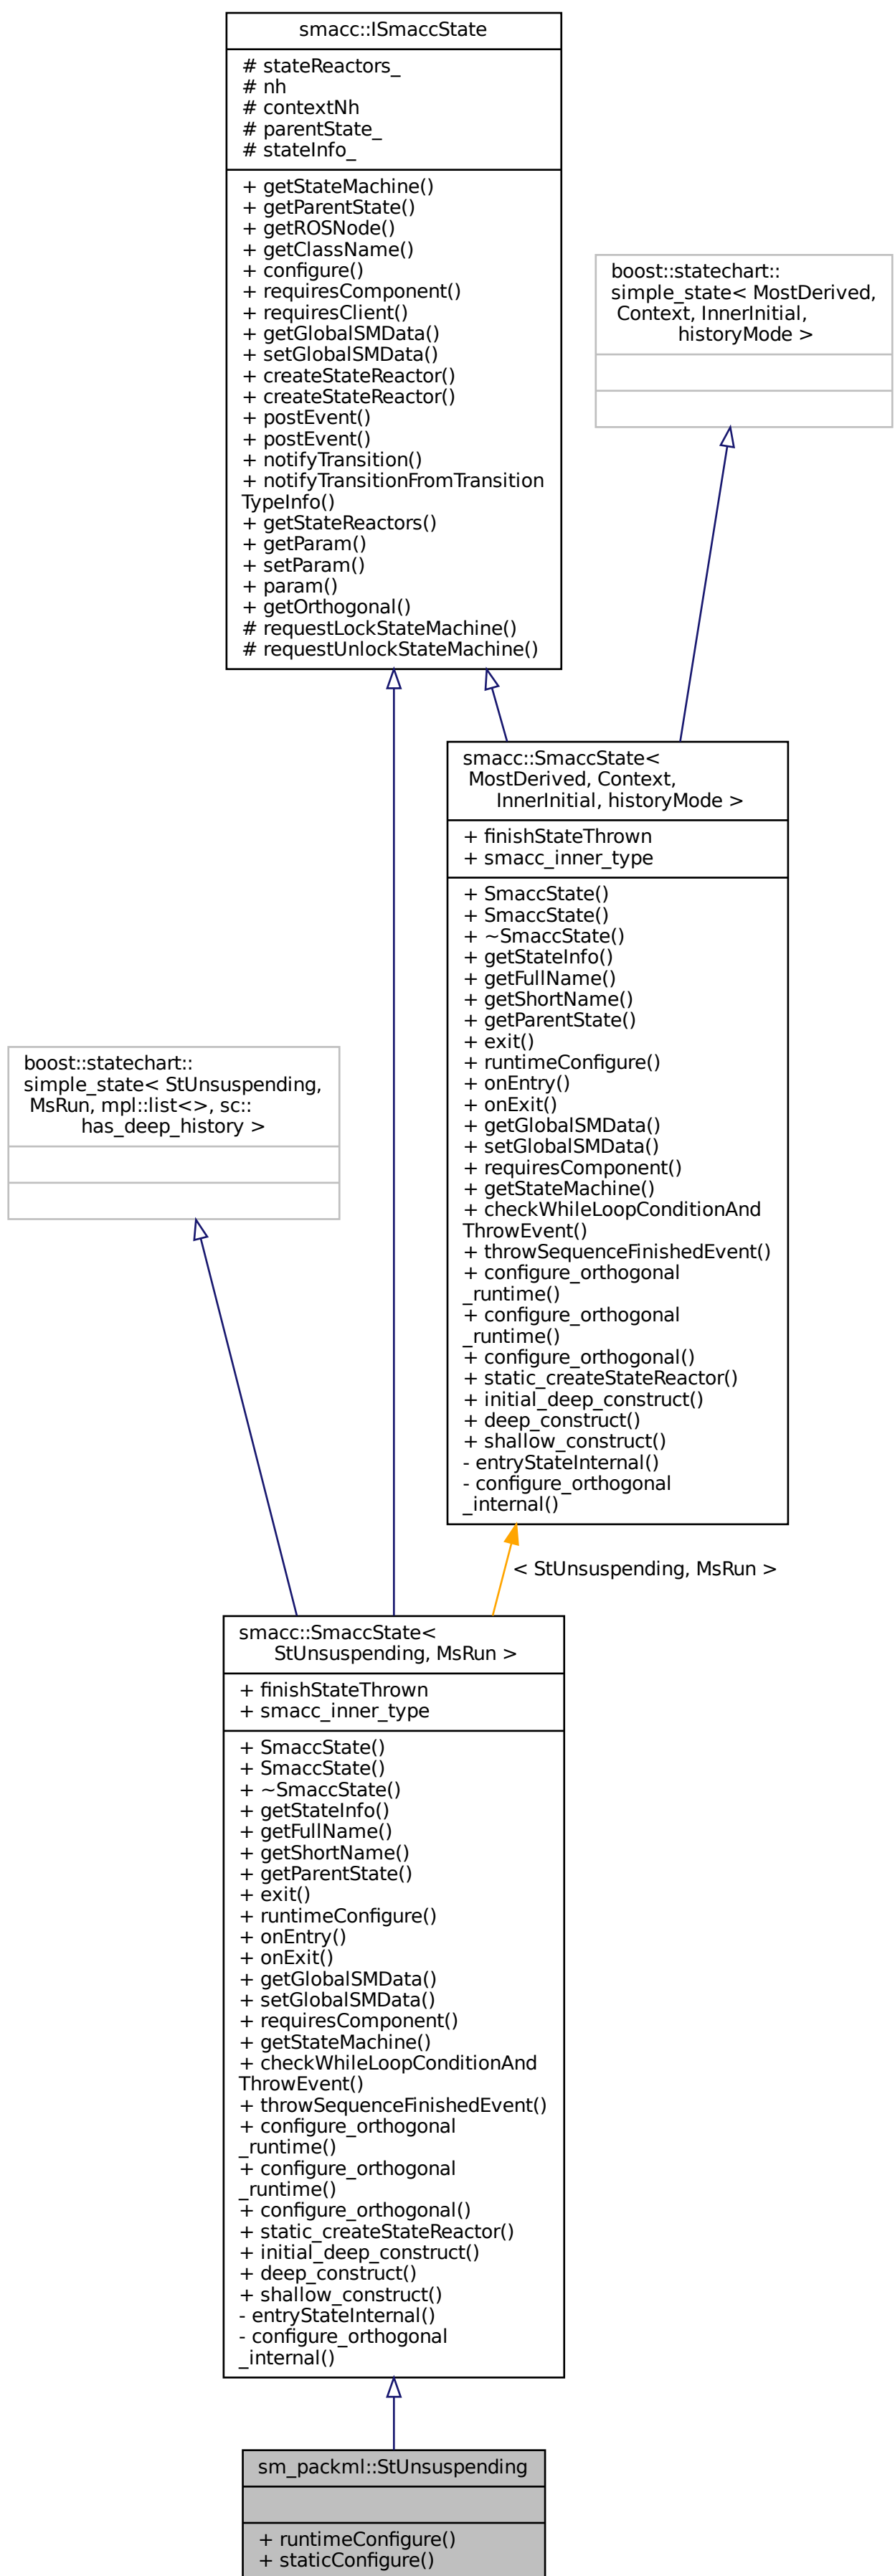 smacc::ISmaccState
# stateReactors_
# nh
# contextNh
# parentState_
# stateInfo_
+ getStateMachine()
+ getParentState()
+ getROSNode()
+ getClassName()
+ configure()
+ requiresComponent()
+ requiresClient()
+ getGlobalSMData()
+ setGlobalSMData()
+ createStateReactor()
+ createStateReactor()
+ postEvent()
+ postEvent()
+ notifyTransition()
+ notifyTransitionFromTransition
TypeInfo()
+ getStateReactors()
+ getParam()
+ setParam()
+ param()
+ getOrthogonal()
# requestLockStateMachine()
# requestUnlockStateMachine()
boost::statechart::
simple_state< MostDerived,
Context, InnerInitial,
historyMode >
smacc::SmaccState<
MostDerived, Context,
InnerInitial, historyMode >
+ finishStateThrown
+ smacc_inner_type
+ SmaccState()
+ SmaccState()
+ ~SmaccState()
+ getStateInfo()
+ getFullName()
+ getShortName()
+ getParentState()
+ exit()
+ runtimeConfigure()
+ onEntry()
+ onExit()
+ getGlobalSMData()
+ setGlobalSMData()
+ requiresComponent()
+ getStateMachine()
+ checkWhileLoopConditionAnd
ThrowEvent()
+ throwSequenceFinishedEvent()
+ configure_orthogonal
_runtime()
+ configure_orthogonal
_runtime()
+ configure_orthogonal()
+ static_createStateReactor()
+ initial_deep_construct()
+ deep_construct()
+ shallow_construct()
- entryStateInternal()
- configure_orthogonal
_internal()
boost::statechart::
simple_state< StUnsuspending,
MsRun, mpl::list<>, sc::
has_deep_history >
< StUnsuspending, MsRun >
smacc::SmaccState<
StUnsuspending, MsRun >
+ finishStateThrown
+ smacc_inner_type
+ SmaccState()
+ SmaccState()
+ ~SmaccState()
+ getStateInfo()
+ getFullName()
+ getShortName()
+ getParentState()
+ exit()
+ runtimeConfigure()
+ onEntry()
+ onExit()
+ getGlobalSMData()
+ setGlobalSMData()
+ requiresComponent()
+ getStateMachine()
+ checkWhileLoopConditionAnd
ThrowEvent()
+ throwSequenceFinishedEvent()
+ configure_orthogonal
_runtime()
+ configure_orthogonal
_runtime()
+ configure_orthogonal()
+ static_createStateReactor()
+ initial_deep_construct()
+ deep_construct()
+ shallow_construct()
- entryStateInternal()
- configure_orthogonal
_internal()
sm_packml::StUnsuspending
+ runtimeConfigure()
+ staticConfigure()